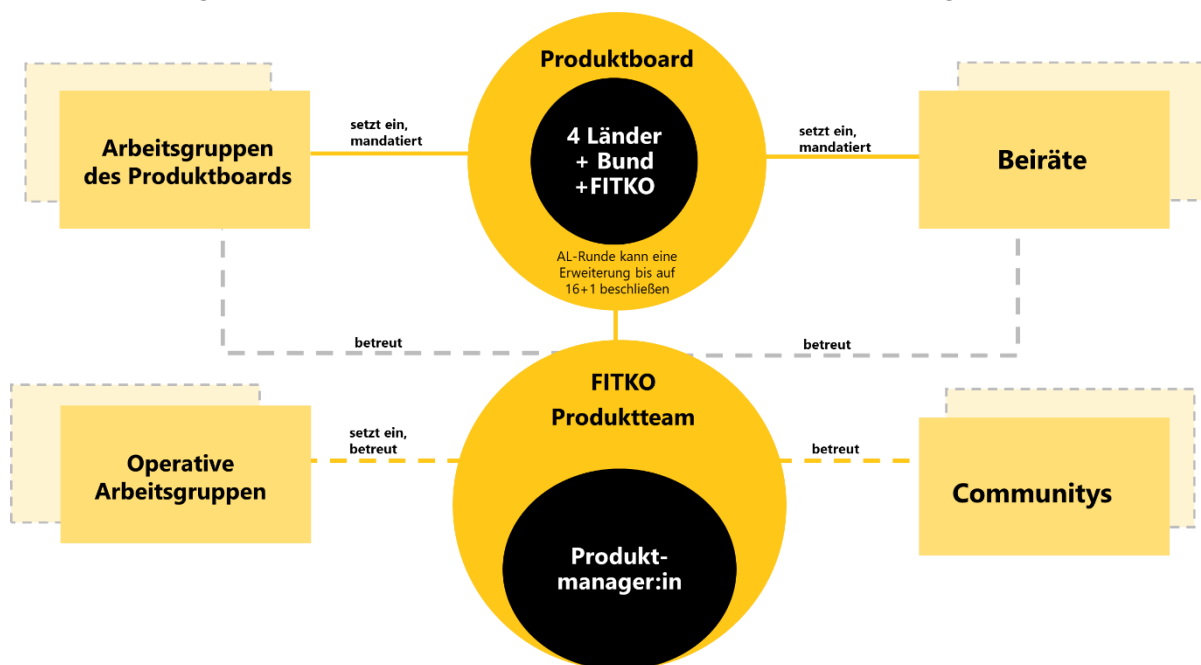 Produktboard
4 Länder
+ Bund
+FITKO
AL-Runde kann eine
Erweiterung bis auf
16+1 beschließen
Arbeitsgruppen
des Produktboards
setzt ein,
mandatiert
setzt ein,
mandatiert
Beiräte
betreut
betreut
FITKO
Produktteam
Produkt-
manager:in
Operative
Arbeitsgruppen
setzt ein,
betreut
betreut
Communitys